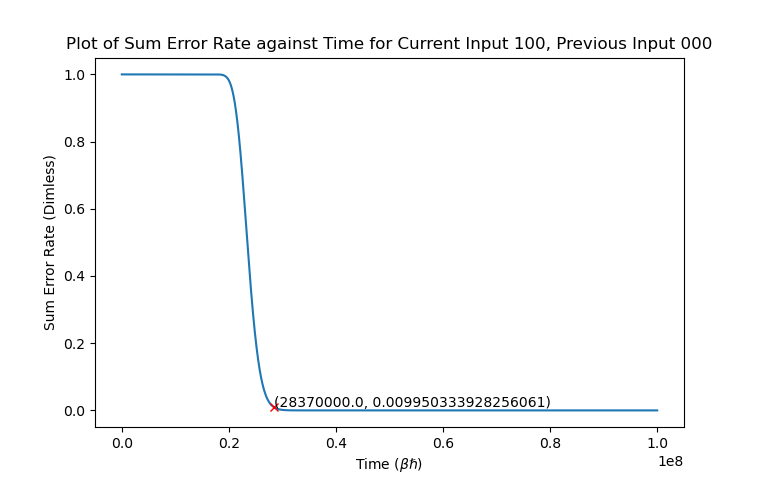 Plot of Sum Error Rate against Time for Current Input 100, Previous Input 000
1.0
0.8
0.6
0.4
0.2
0.0
Sum Error Rate (Dimless)
(28370000.0, 0.009950333928256061)
0.0 0.2 0.4 0.6 0.8 1.0
1e8
Time (βℏ)